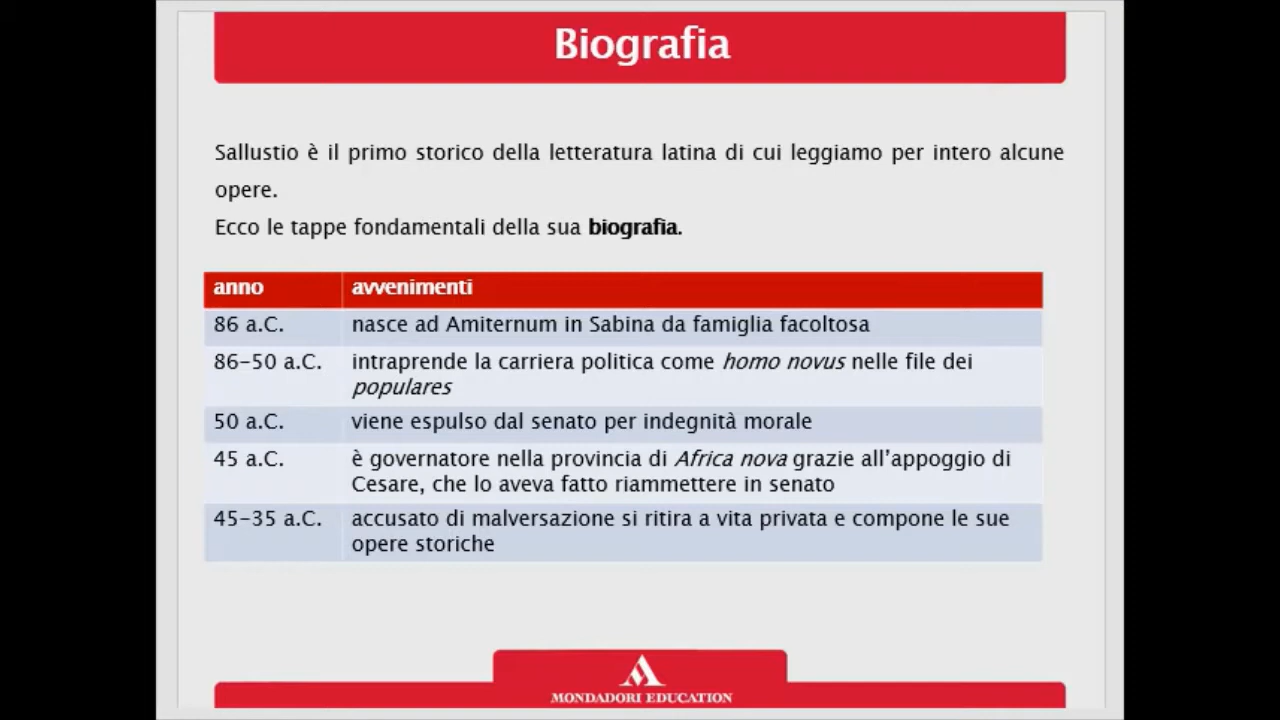 Biografia
Sallustio è il primo storico della letteratura latina di cui leggiamo per intero alcune
opere.
Ecco le tappe fondamentali della sua biografia.
anno avvenimenti
86 a.C. nasce ad Amiternum in Sabina da famiglia facoltosa
86-50 a.C. intraprende la carriera politica come homo novus nelle file dei
populares
50 a.C. viene espulso dal senato per indegnità morale
45 a.C. è governatore nella provincia di Africa nova grazie all'appoggio di
Cesare, che lo aveva fatto riammettere in senato
45-35 a.C. accusato di malversazione si ritira a vita privata e compone le sue
opere storiche
MONDADORI EDUCATION